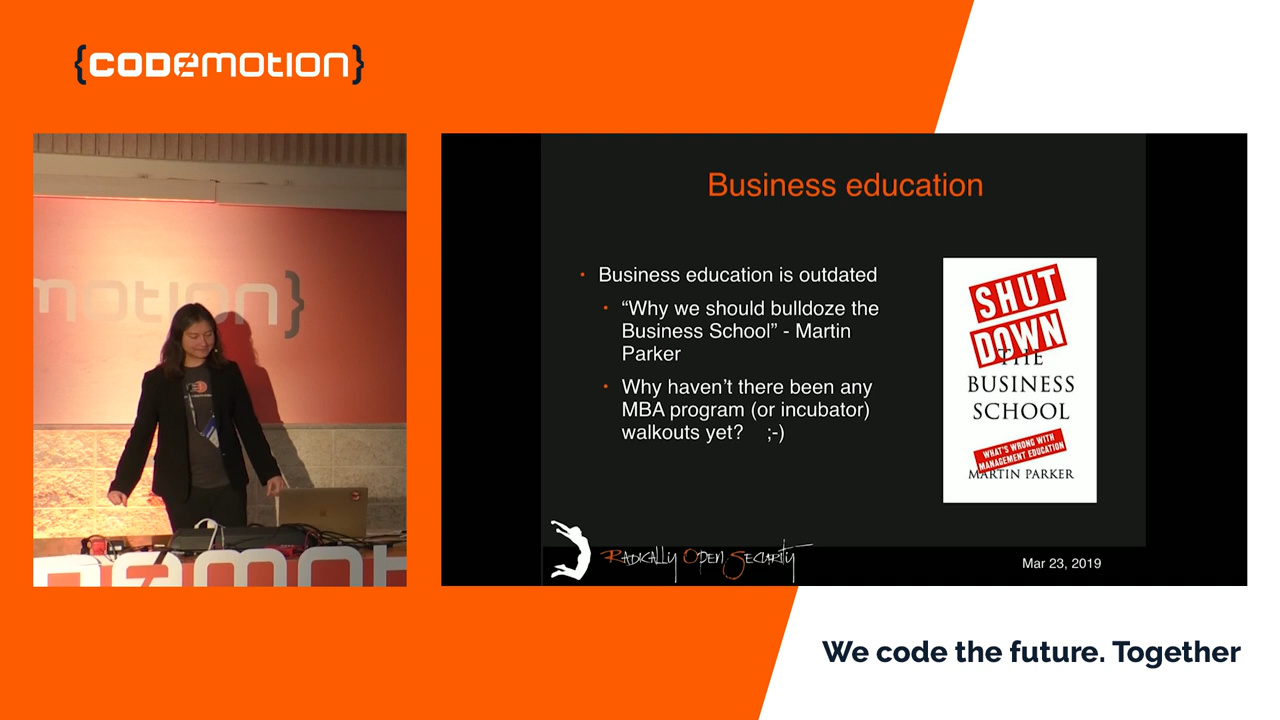 {CODEMOTION}
motion}
Business education
• Business education is outdated
• “Why we should bulldoze the
Business School” - Martin
Parker
• Why haven’t there been any
MBA program (or incubator)
walkouts yet? ;-)
SHUT
DOWN
THE
BUSINESS
SCHOOL
WHAT'S WRONG WITH
MANAGEMENT EDUCATION
MARTIN PARKER
RADICALLY OPEN SECURITY
Mar 23, 2019
emot
We code the future. Together